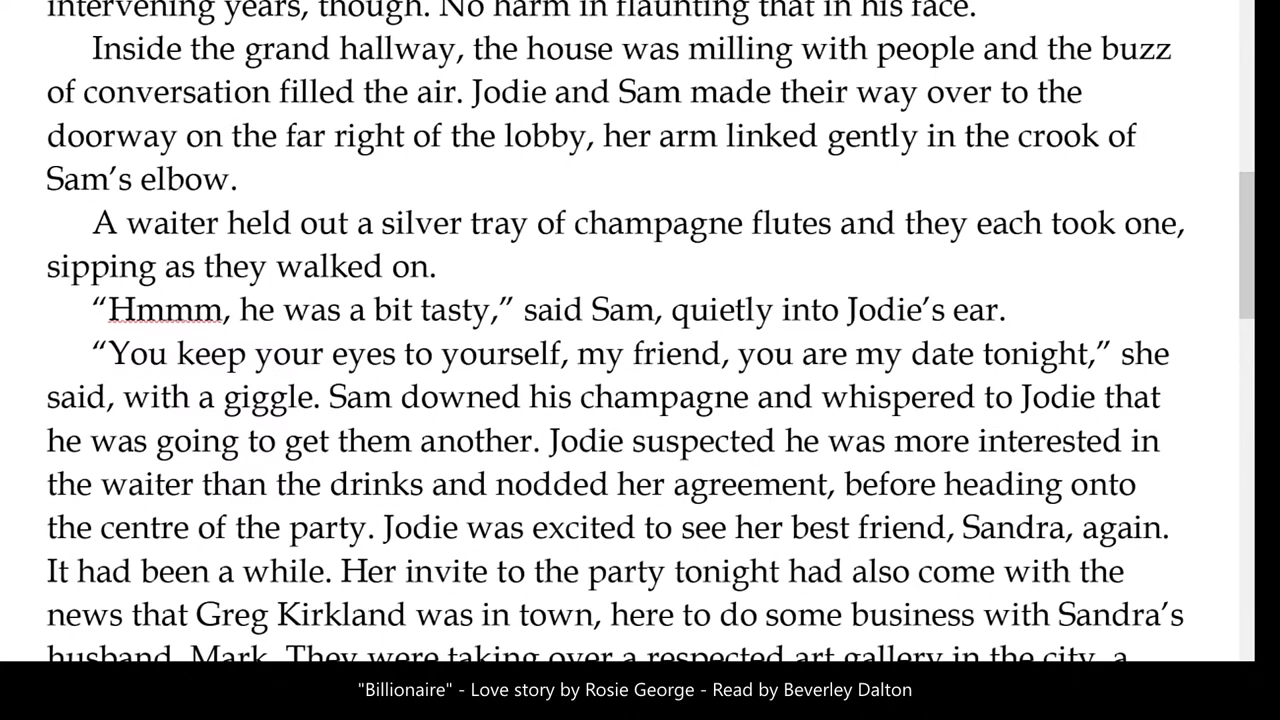 intervening years, though. No harm in flaunting that in his face.
Inside the grand hallway, the house was milling with people and the buzz
of conversation filled the air. Jodie and Sam made their way over to the
doorway on the far right of the lobby, her arm linked gently in the crook of
Sam’s elbow.
A waiter held out a silver tray of champagne flutes and they each took one,
sipping as they walked on.
“Hmmm, he was a bit tasty,” said Sam, quietly into Jodie’s ear.
“You keep your eyes to yourself, my friend, you are my date tonight,” she
said, with a giggle. Sam downed his champagne and whispered to Jodie that
he was going to get them another. Jodie suspected he was more interested in
the waiter than the drinks and nodded her agreement, before heading onto
the centre of the party. Jodie was excited to see her best friend, Sandra, again.
It had been a while. Her invite to the party tonight had also come with the
news that Greg Kirkland was in town, here to do some business with Sandra’s
husband, Mark. They were taking over a respected art gallery in the city, a
"Billionaire" - Love story by Rosie George - Read by Beverley Dalton